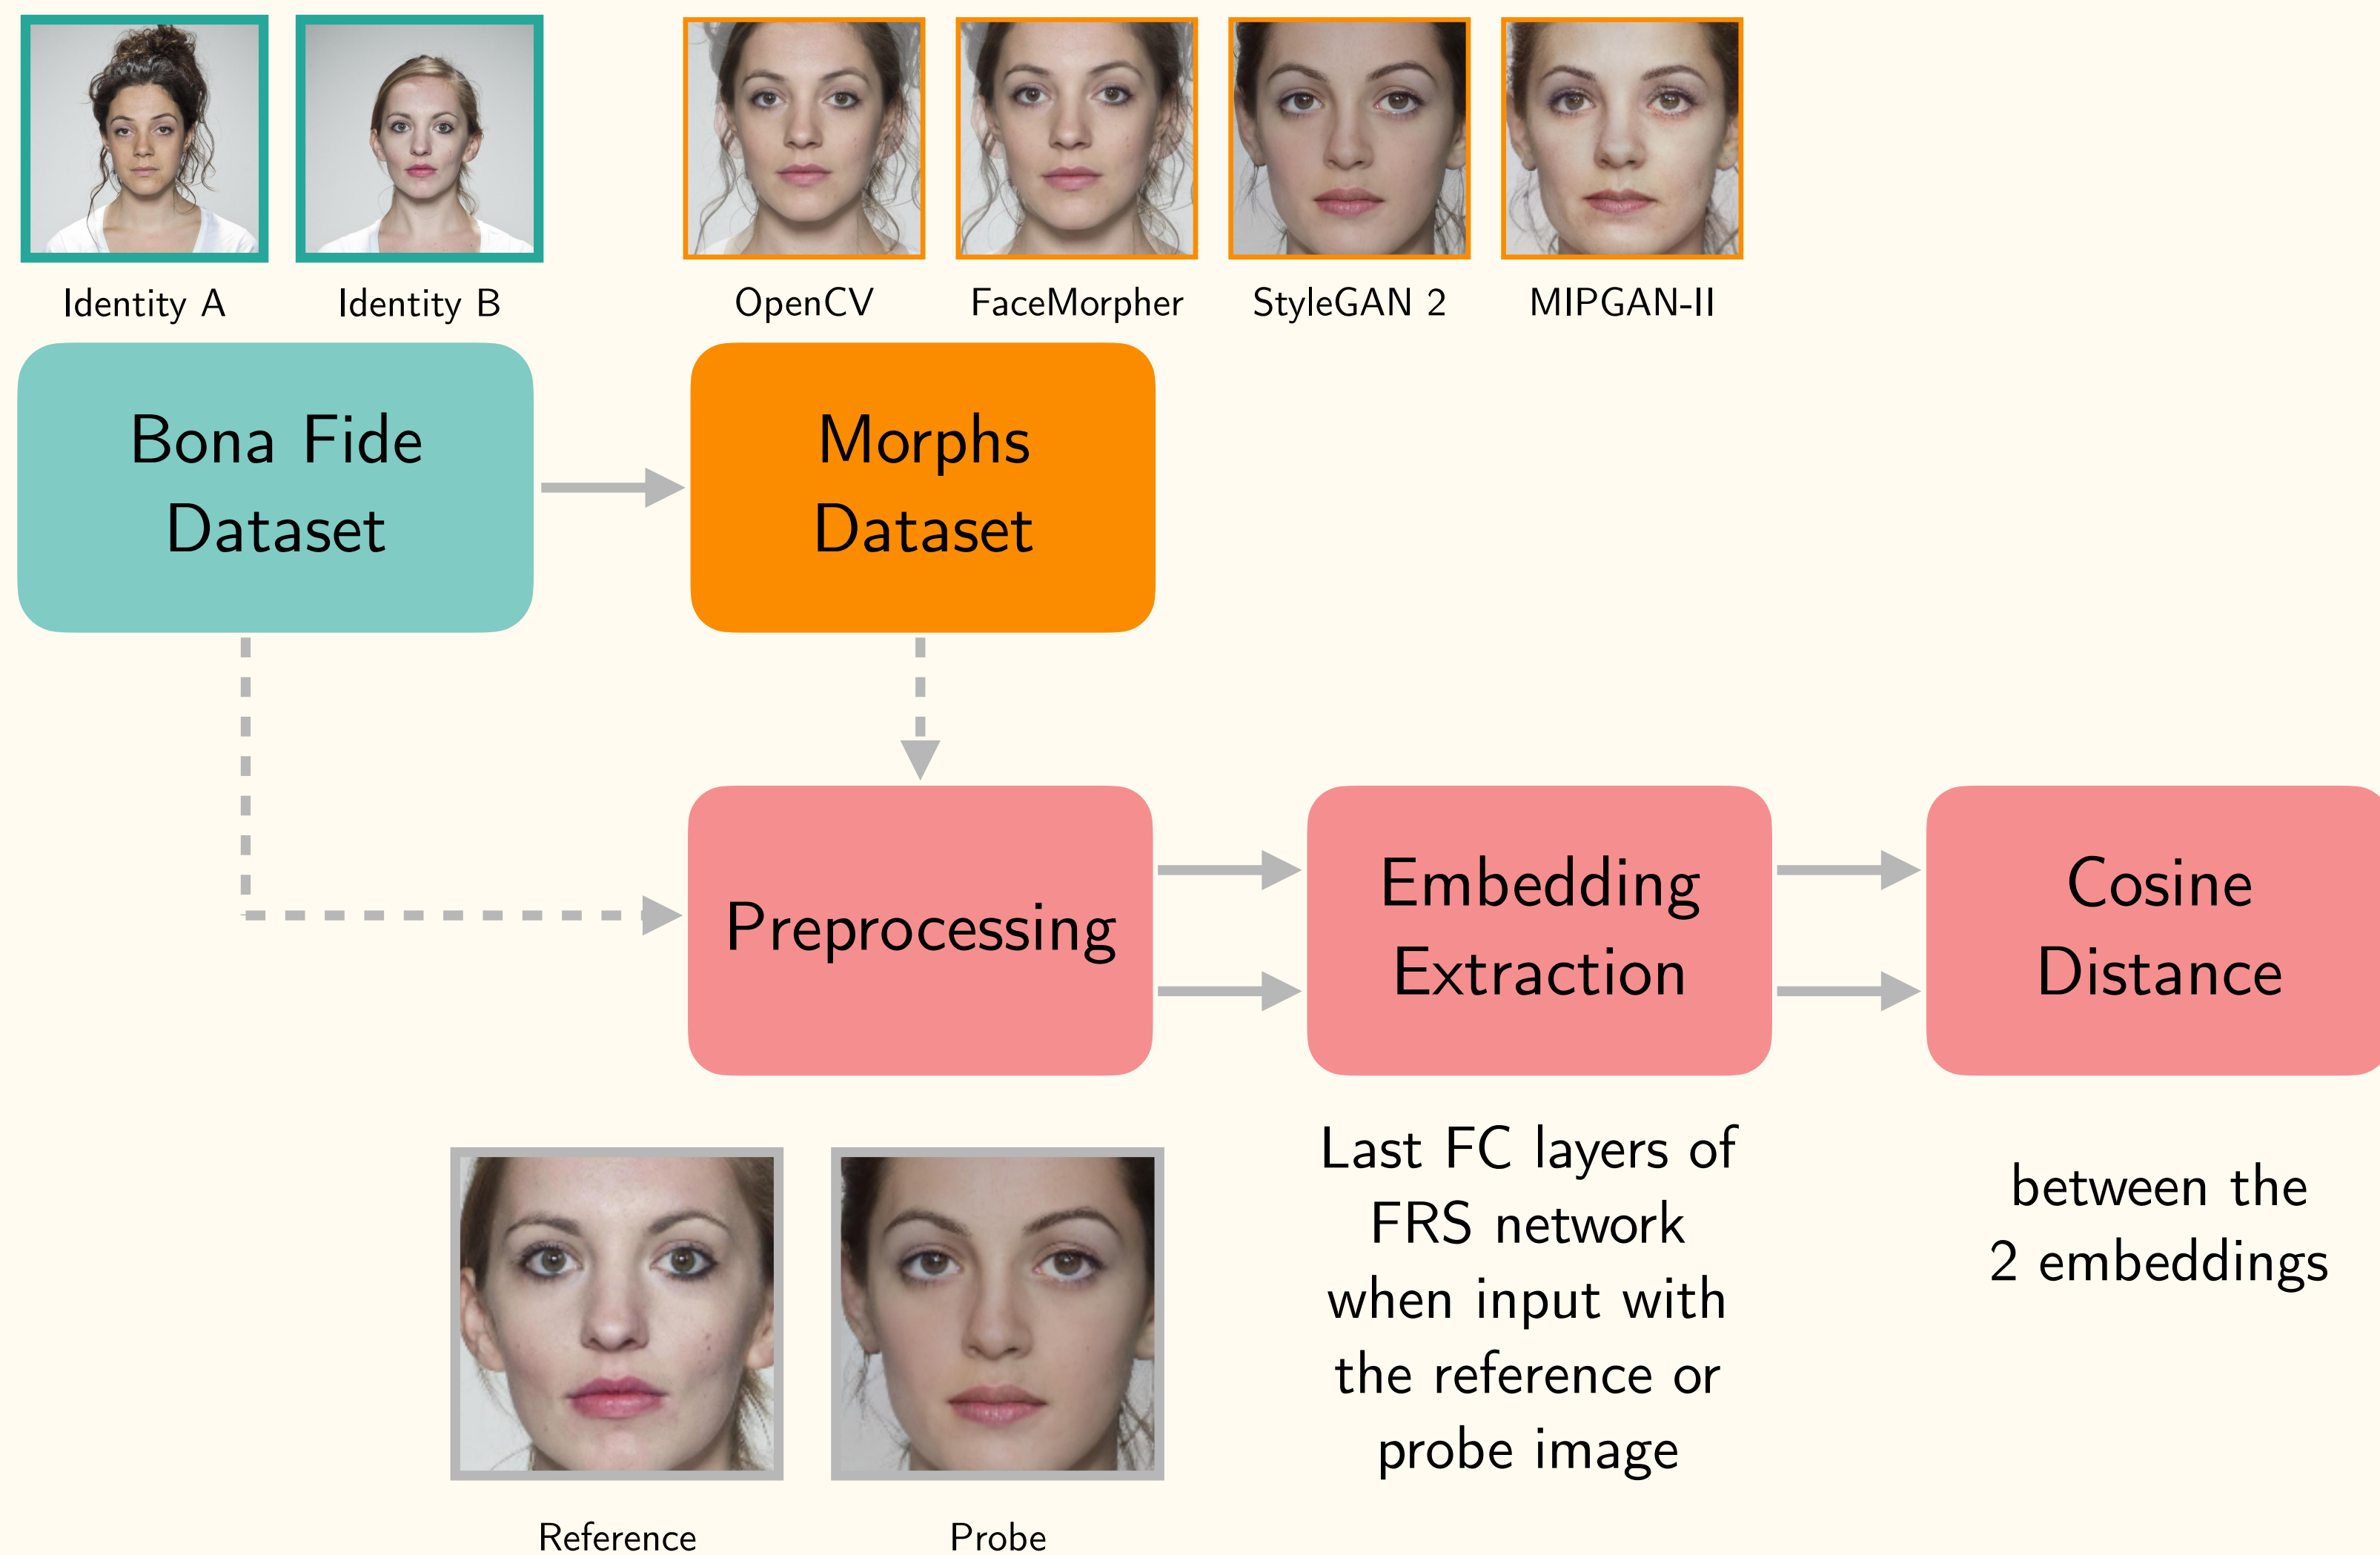 Identity A
Identity B
OpenCV
FaceMorpher
StyleGAN 2
MIPGAN-II
Bona Fide
Dataset
Morphs
Dataset
Preprocessing
Embedding
Extraction
Cosine
Distance
Last FC layers of
FRS network
when input with
the reference or
probe image
between the
2 embeddings
Reference
Probe